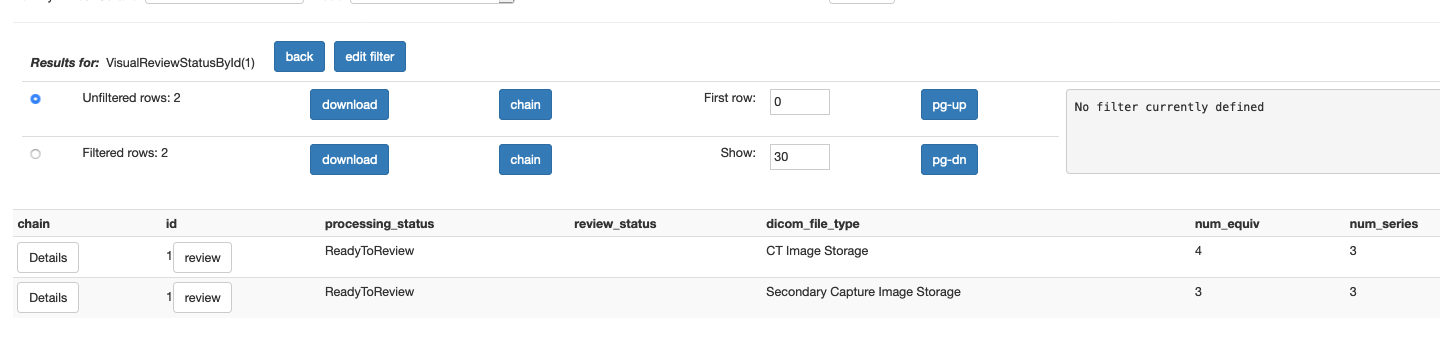 Results for: VisualReviewStatusById(1) back edit filter
Unfiltered rows: 2 download chain First row: 0 pg-up No filter currently defined
Filtered rows: 2 download chain Show: 30 pg-dn
chain id processing_status review_status dicom_file_type num_equiv num_series
Details 1 review ReadyToReview CT Image Storage 4 3
Details 1 review ReadyToReview Secondary Capture Image Storage 3 3